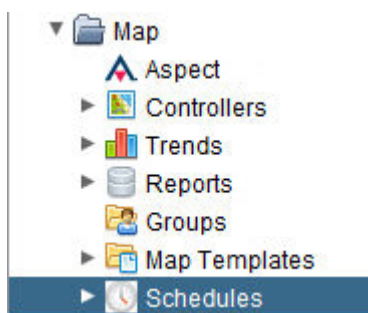 Map
Aspect
Controllers
Trends
Reports
Groups
Map Templates
Schedules